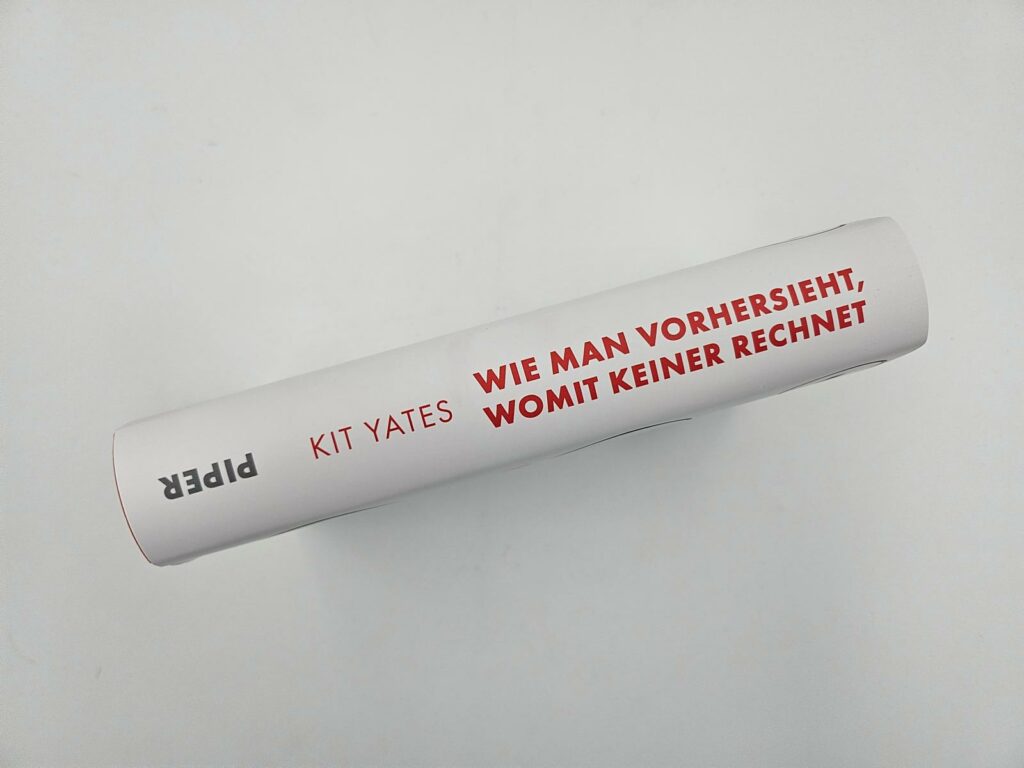 PIPER
KIT YATES
WIE MAN VORHERSIEHT,
WOMIT KEINER RECHNET